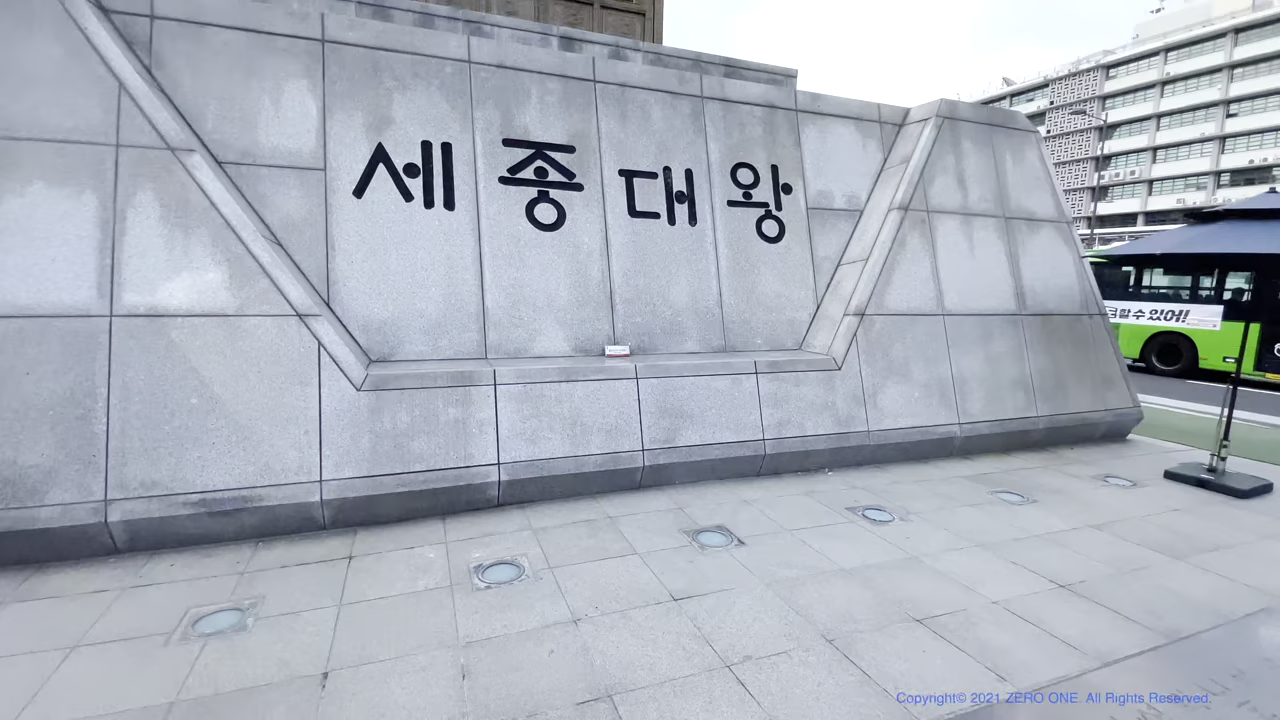 세종대왕
할 수 있어!
Copyright© 2021 ZERO ONE. All Rights Reserved.